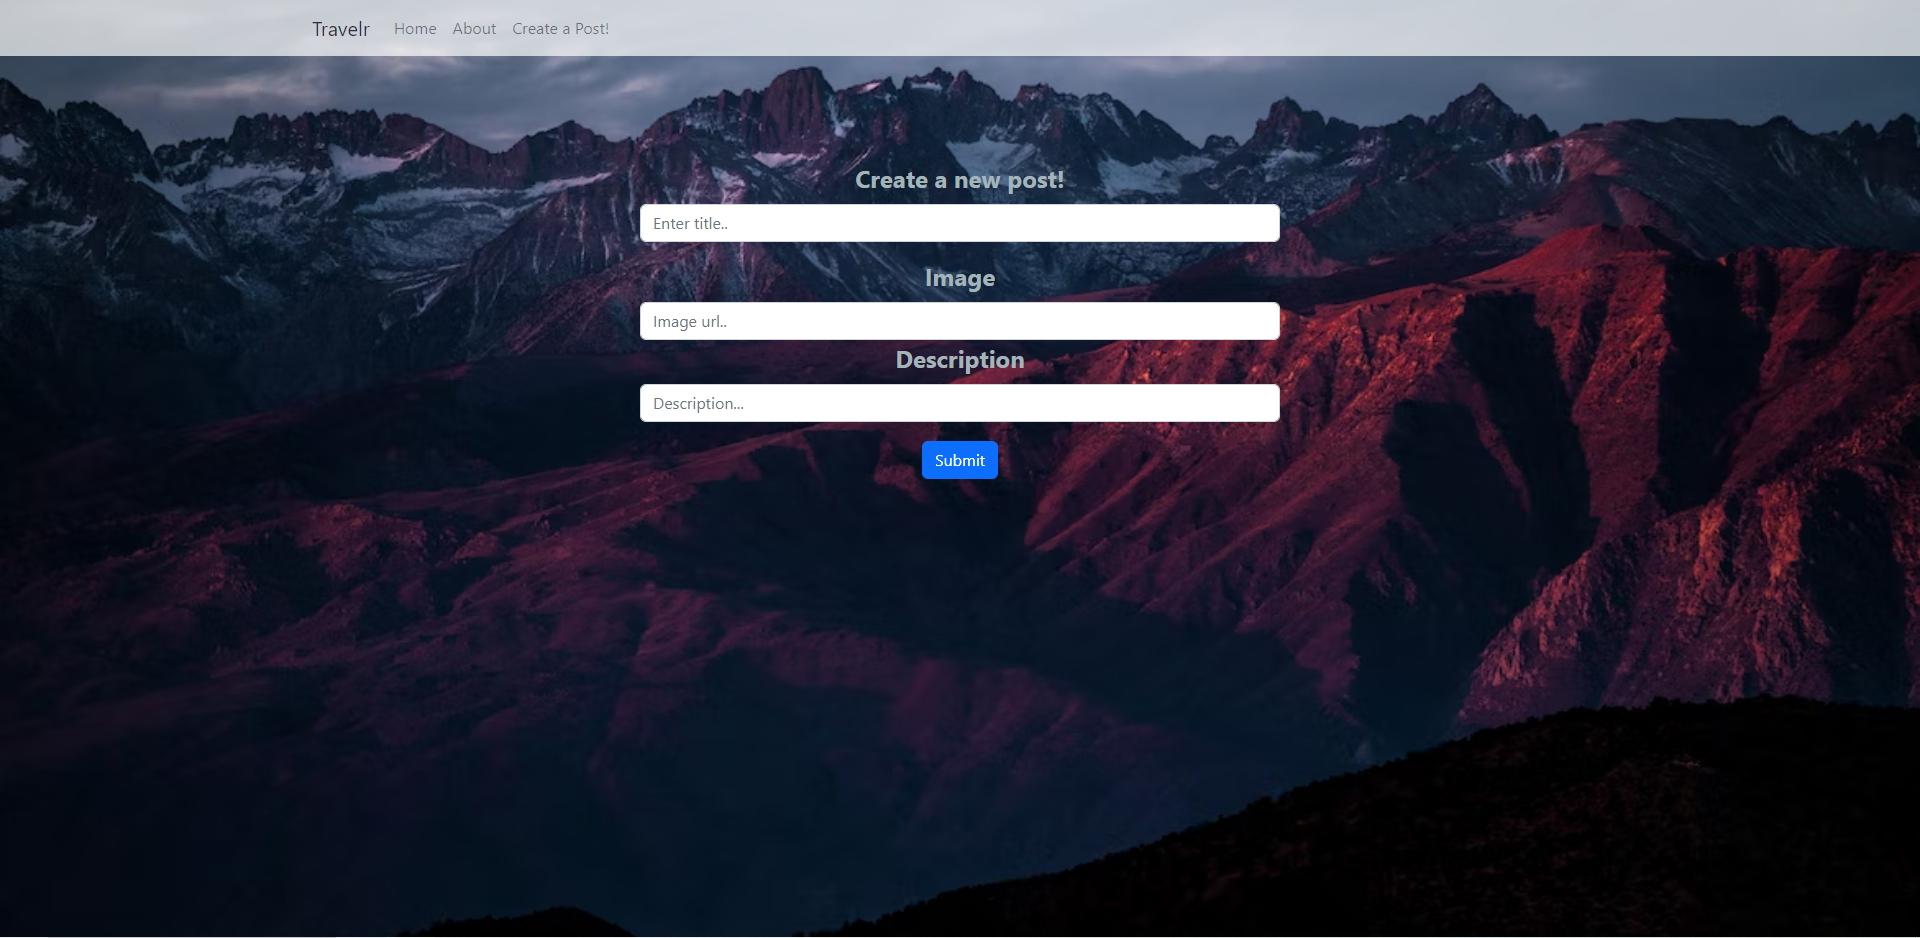 Travelr Home About Create a Post!
Create a new post!
Enter title..
Image
Image url..
Description
Description...
Submit